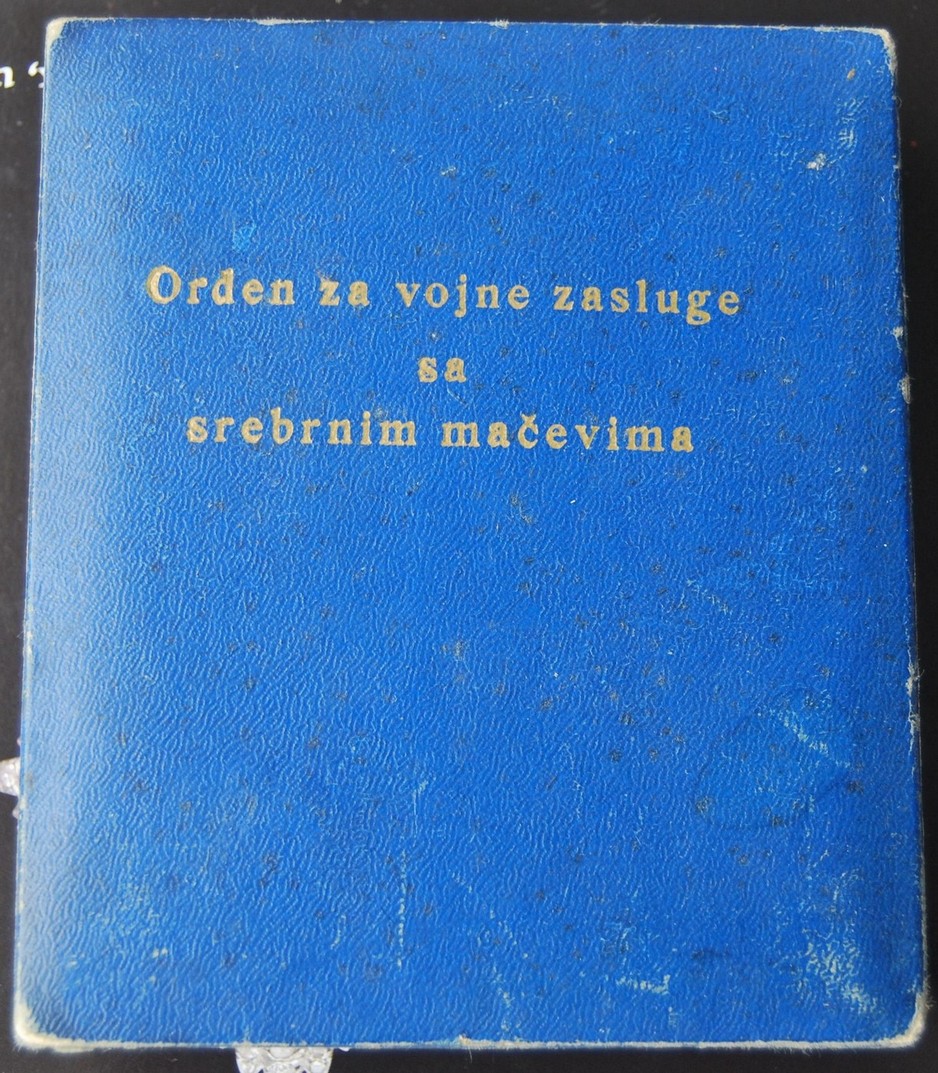 Orden za vojne zasluge
sa
srebrnim mačevima